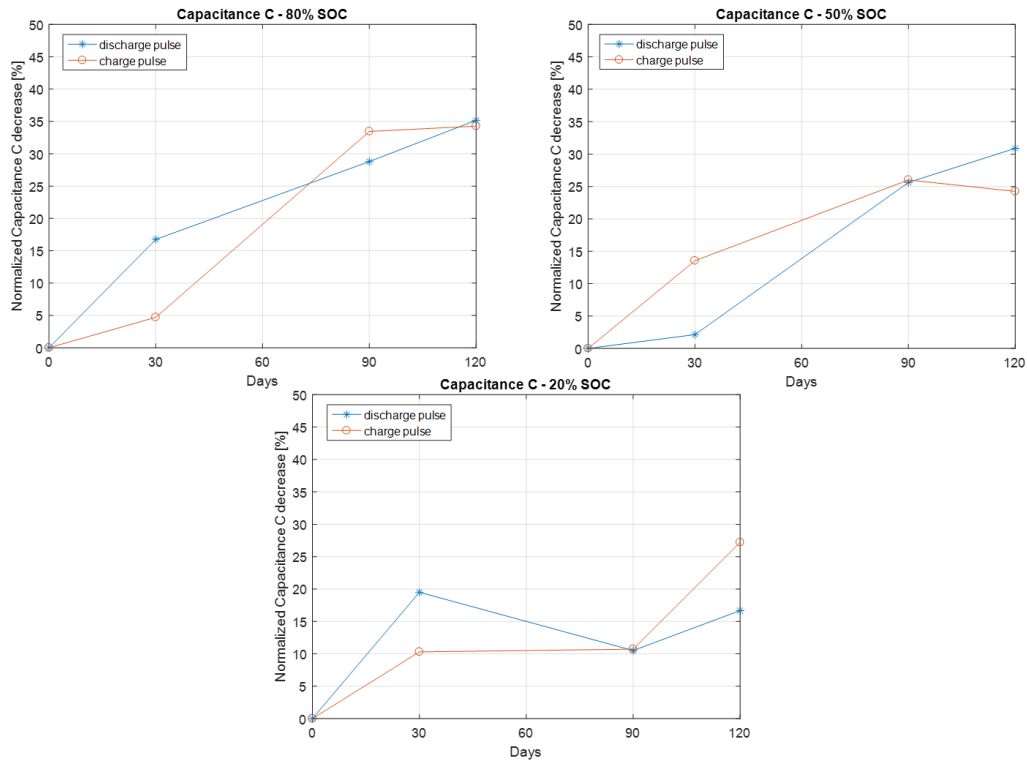 Capacitance C - 80% SOC
discharge pulse
charge pulse
Normalized Capacitance C decrease [%]
50
45
40
35
30
25
20
15
10
5
0
0 30 60 90 120
Days
Capacitance C - 50% SOC
discharge pulse
charge pulse
Normalized Capacitance C decrease [%]
50
45
40
35
30
25
20
15
10
5
0
0 30 60 90 120
Days
Capacitance C - 20% SOC
discharge pulse
charge pulse
Normalized Capacitance C decrease [%]
50
45
40
35
30
25
20
15
10
5
0
0 30 60 90 120
Days